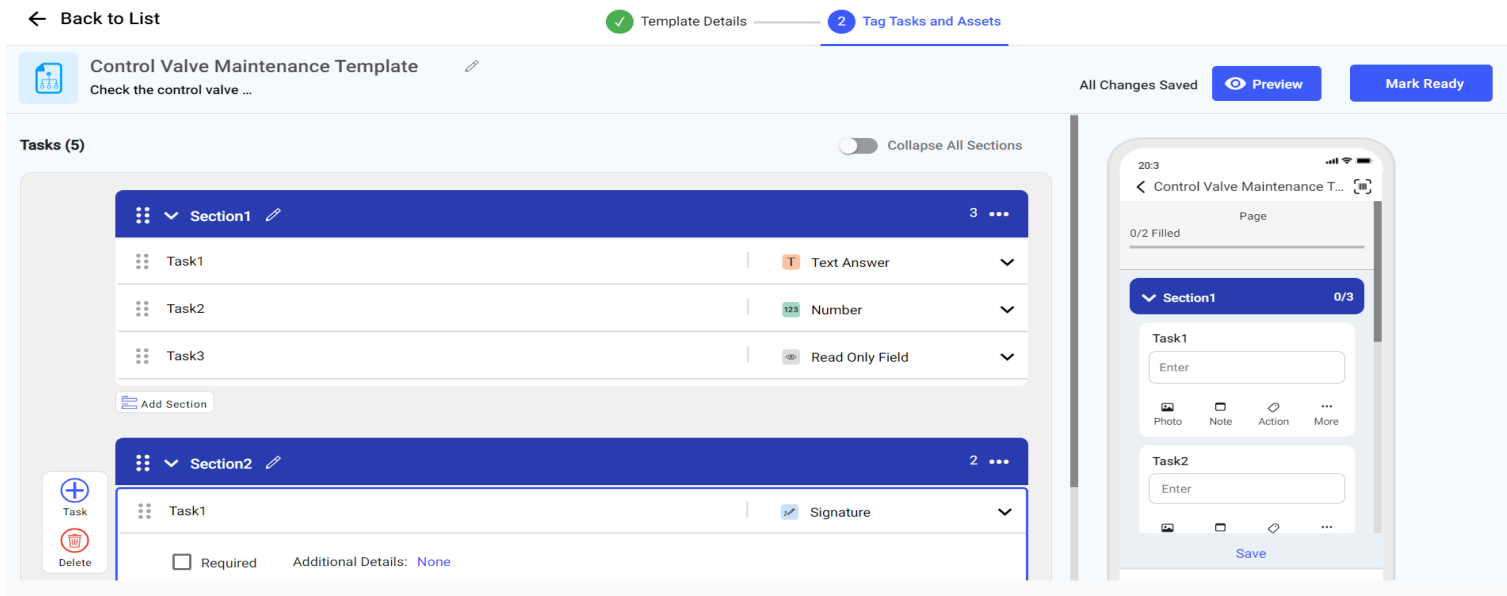 Back to List
Template Details
2 Tag Tasks and Assets
Control Valve Maintenance Template
Check the control valve ...
All Changes Saved
Preview
Mark Ready
Tasks (5)
Collapse All Sections
Section1 3
Task1 T Text Answer
Task2 123 Number
Task3 Read Only Field
Add Section
Section2 2
Task1 Signature
Required Additional Details: None
Task
Delete
20:3
Control Valve Maintenance T...
Page
0/2 Filled
Section1 0/3
Task1
Enter
Photo Note Action More
Task2
Enter
Save